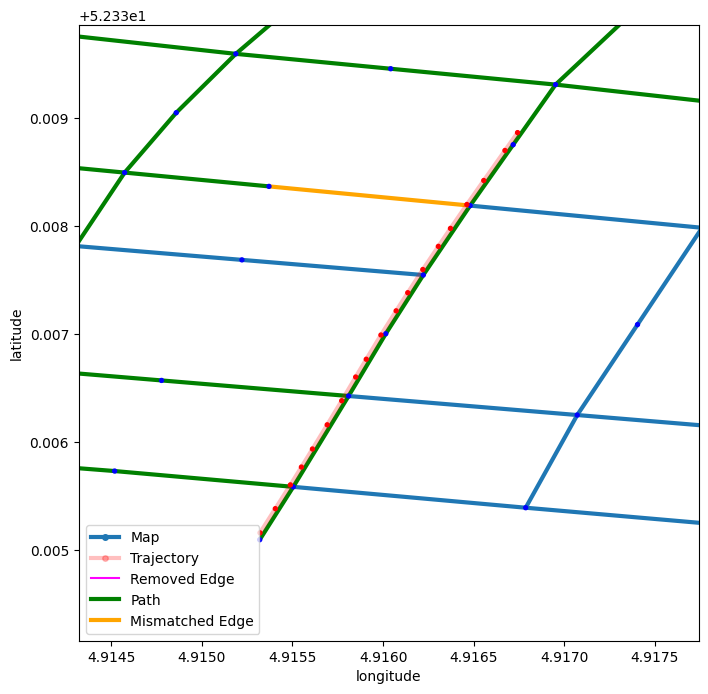 +5.233e1
0.009
0.008
0.007
0.006
0.005
latitude
Map
Trajectory
Removed Edge
Path
Mismatched Edge
4.9145 4.9150 4.9155 4.9160 4.9165 4.9170 4.9175
longitude